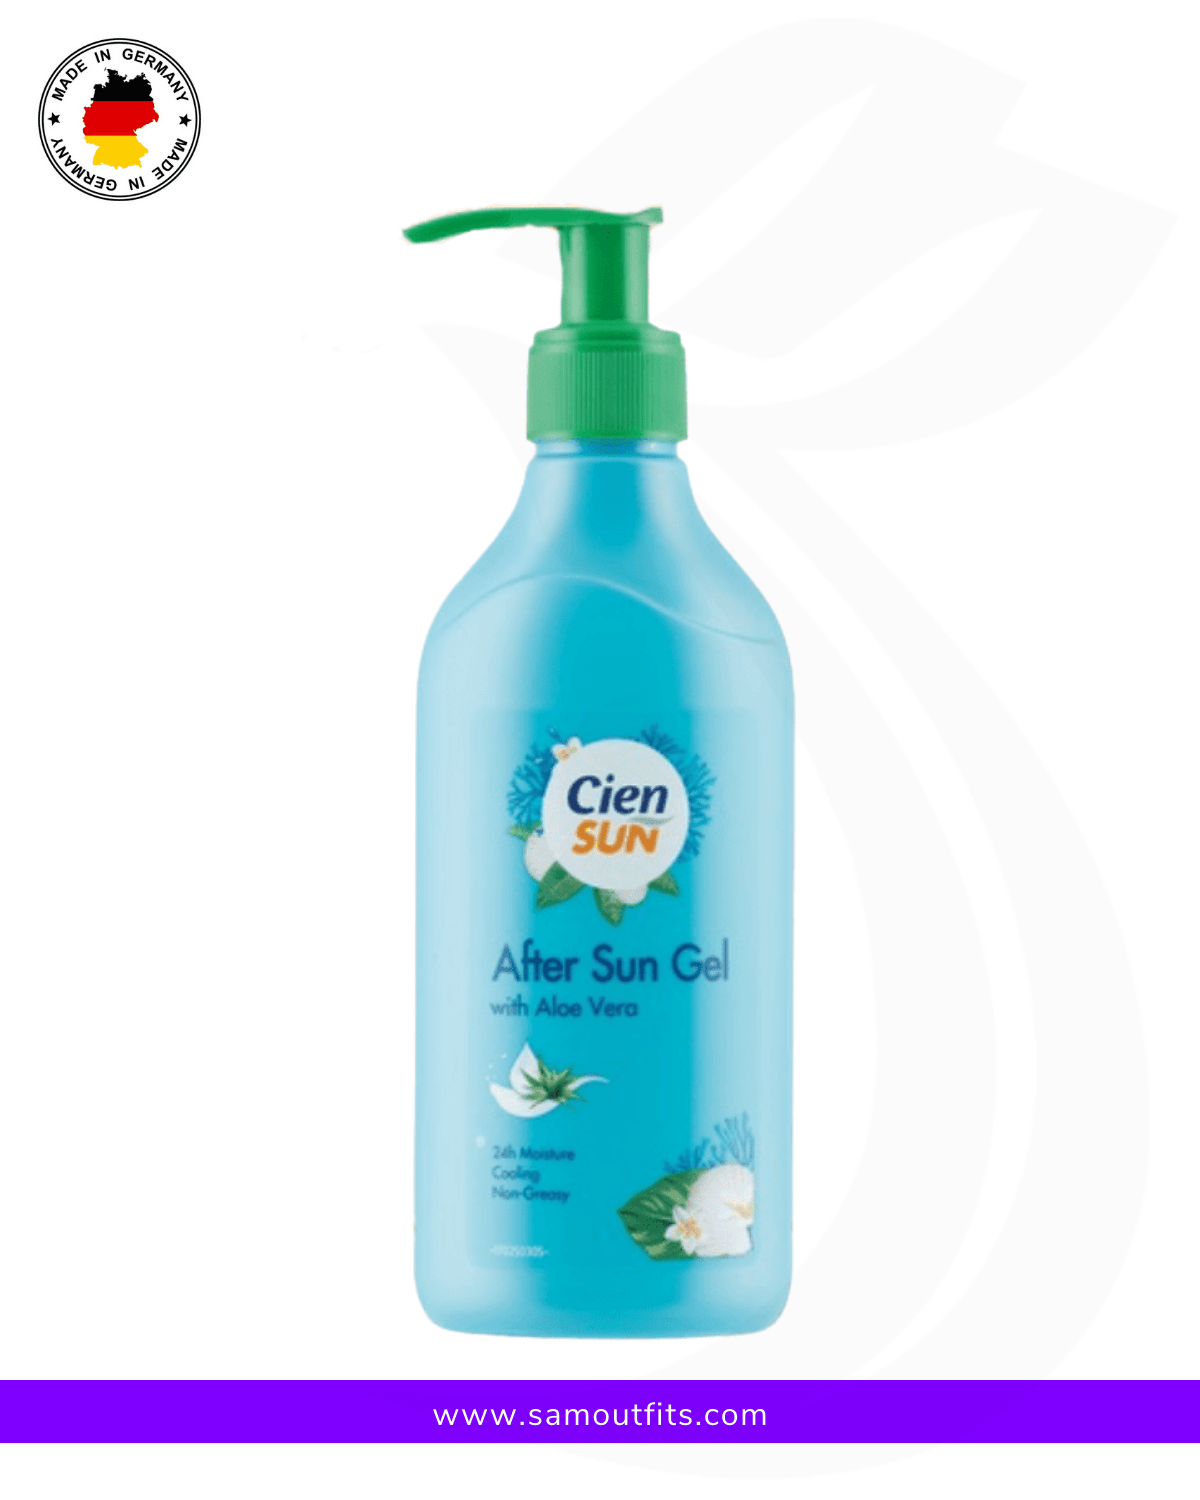 MADE IN GERMANY
MADE IN GERMANY
Cien
SUN
After Sun Gel
with Aloe Vera
24h Moisture
Cooling
Non-Greasy
-170250305-
www.samoutfits.com